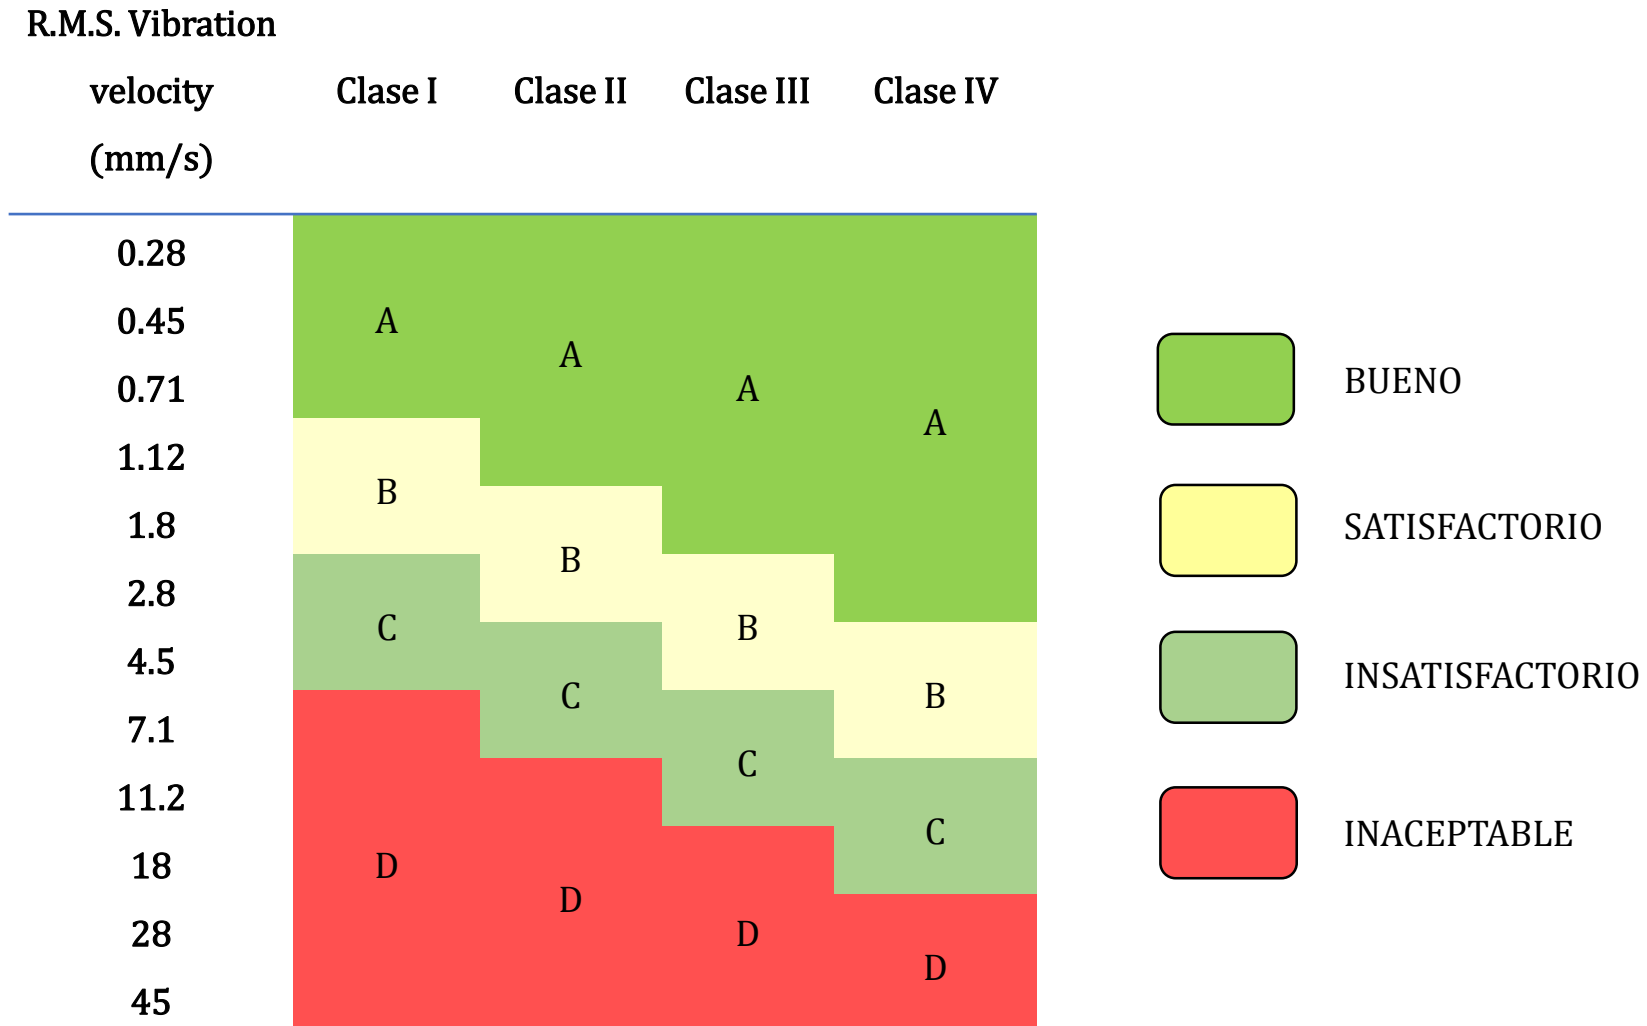 R.M.S. Vibration
velocity Clase I Clase II Clase III Clase IV
(mm/s)
0.28
0.45 A
A
0.71 A
BUENO
A
1.12
B
1.8 SATISFACTORIO
B
2.8
C B
4.5 INSATISFACTORIO
C B
7.1
C
11.2
C INACEPTABLE
18 D
D
28 D
D
45